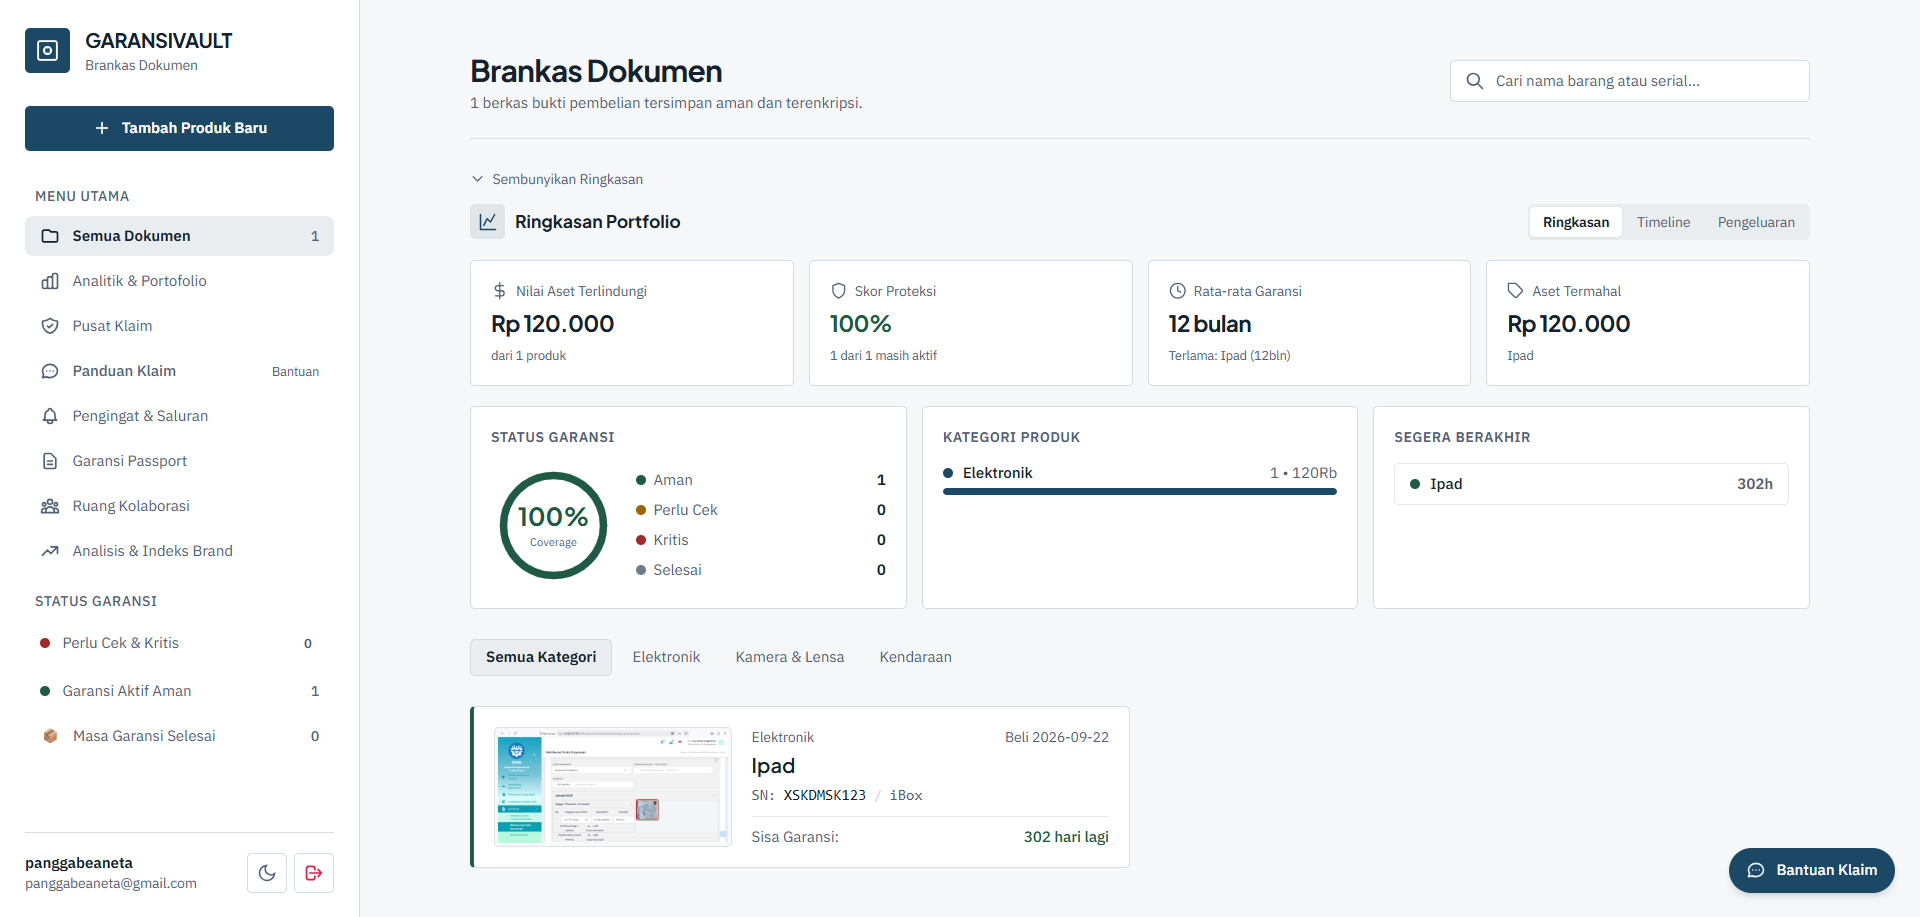 GARANSIVAULT
Brankas Dokumen
Tambah Produk Baru
MENU UTAMA
Semua Dokumen 1
Analitik & Portofolio
Pusat Klaim
Panduan Klaim Bantuan
Pengingat & Saluran
Garansi Passport
Ruang Kolaborasi
Analisis & Indeks Brand
STATUS GARANSI
Perlu Cek & Kritis 0
Garansi Aktif Aman 1
Masa Garansi Selesai 0
panggabeaneta
panggabeaneta@gmail.com
Brankas Dokumen
1 berkas bukti pembelian tersimpan aman dan terenkripsi.
Cari nama barang atau serial...
Sembunyikan Ringkasan
Ringkasan Portfolio
Ringkasan Timeline Pengeluaran
Nilai Aset Terlindungi
Rp 120.000
dari 1 produk
Skor Proteksi
100%
1 dari 1 masih aktif
Rata-rata Garansi
12 bulan
Terlama: Ipad (12bln)
Aset Termahal
Rp 120.000
Ipad
STATUS GARANSI
100%
Coverage
Aman 1
Perlu Cek 0
Kritis 0
Selesai 0
KATEGORI PRODUK
Elektronik 1 • 120Rb
SEGERA BERAKHIR
Ipad 302h
Semua Kategori Elektronik Kamera & Lensa Kendaraan
Elektronik Beli 2026-09-22
Ipad
SN: XSKDMSK123 / iBox
Sisa Garansi: 302 hari lagi
Bantuan Klaim